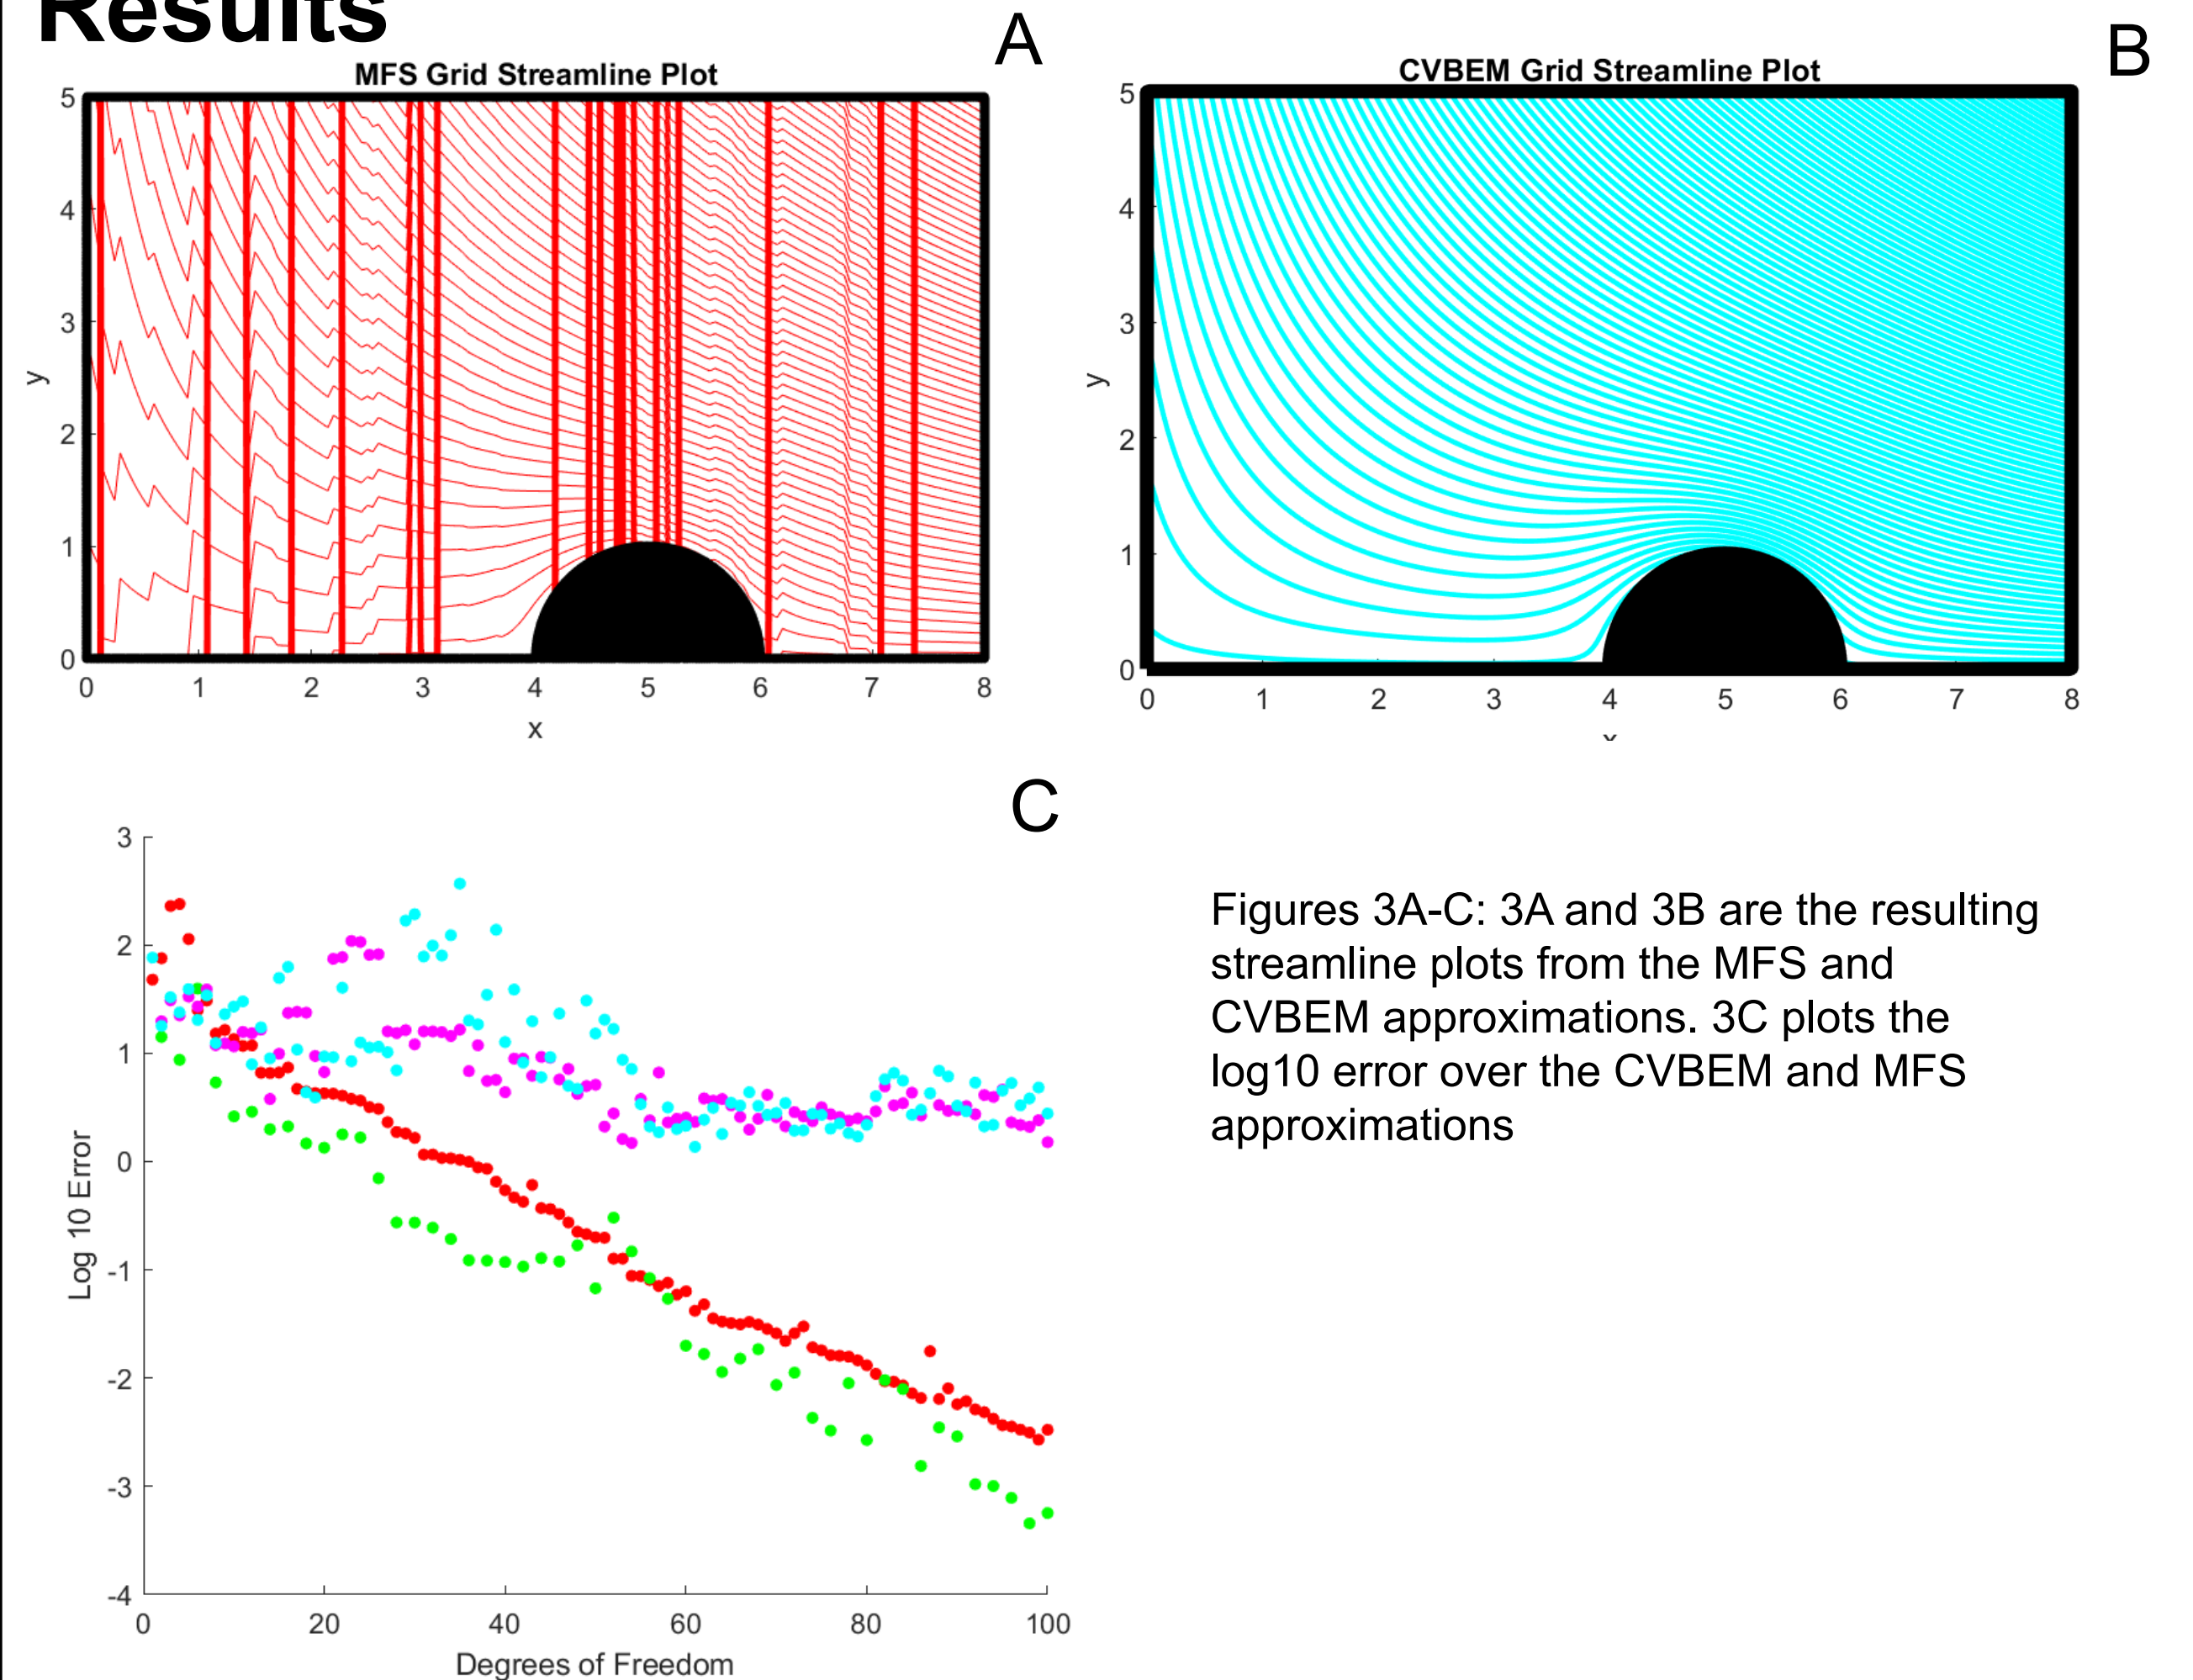 Results
A
MFS Grid Streamline Plot
5
4
3
2
1
0
y
0 1 2 3 4 5 6 7 8
x
B
CVBEM Grid Streamline Plot
5
4
3
2
1
0
y
0 1 2 3 4 5 6 7 8
x
C
3
2
1
0
-1
-2
-3
-4
Log 10 Error
0 20 40 60 80 100
Degrees of Freedom
Figures 3A-C: 3A and 3B are the resulting
streamline plots from the MFS and
CVBEM approximations. 3C plots the
log10 error over the CVBEM and MFS
approximations